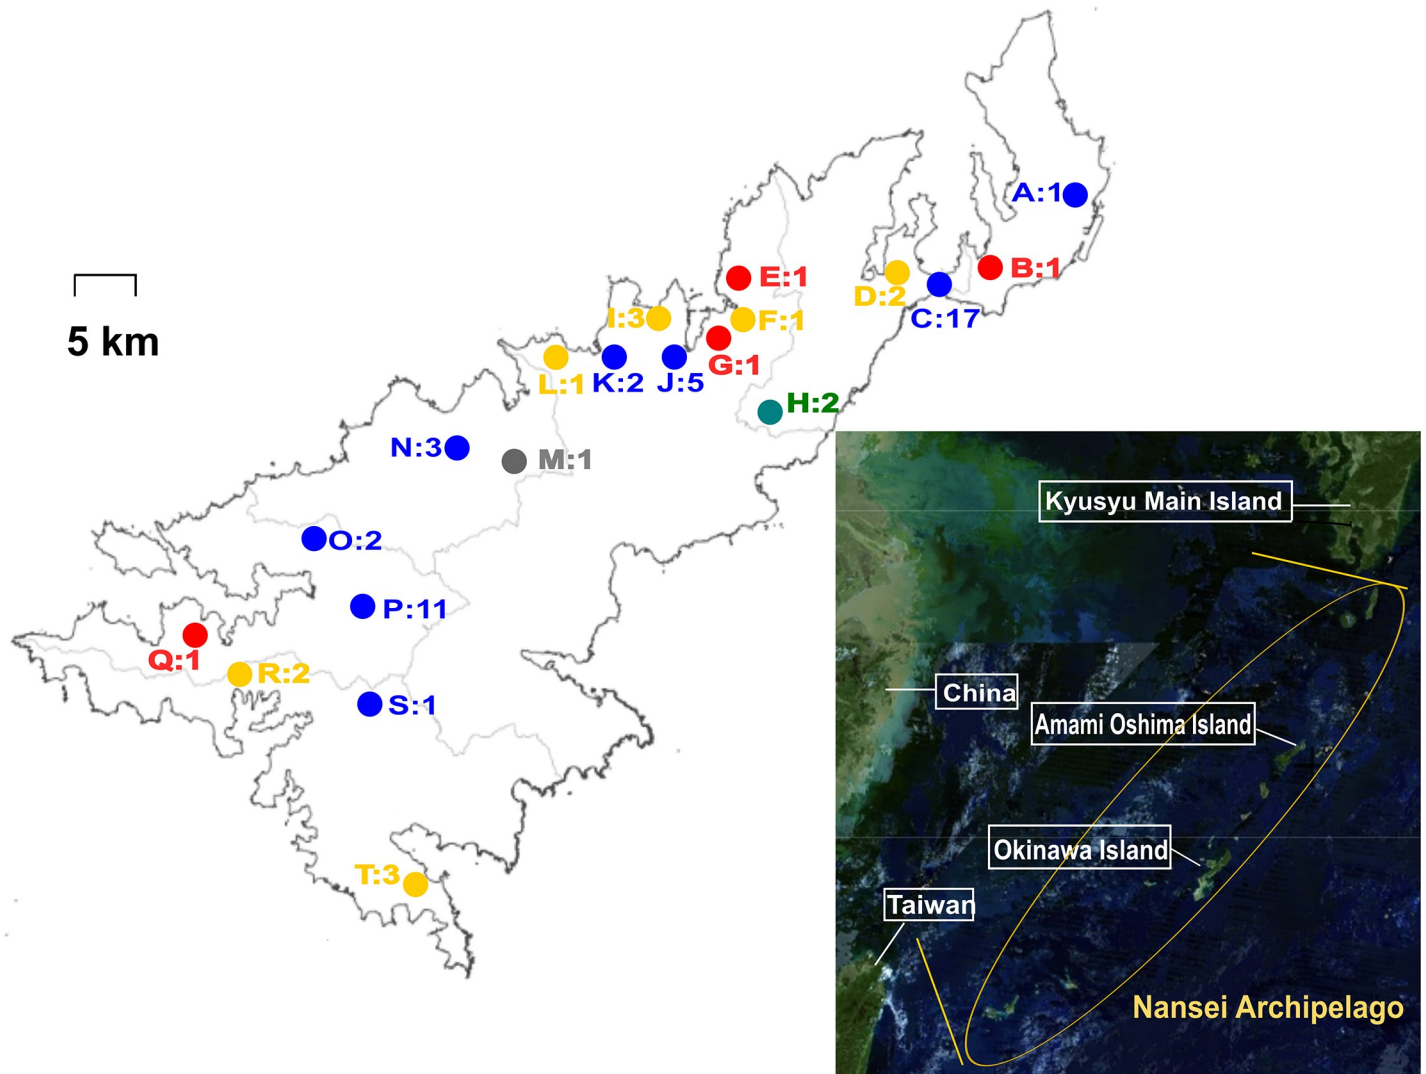 A:1
B:1
E:1
D:2
C:17
I:3
F:1
G:1
5 km
L:1
K:2
J:5
H:2
N:3
M:1
Kyusyu Main Island
O:2
P:11
Q:1
R:2
China
S:1
Amami Oshima Island
Okinawa Island
T:3
Taiwan
Nansei Archipelago